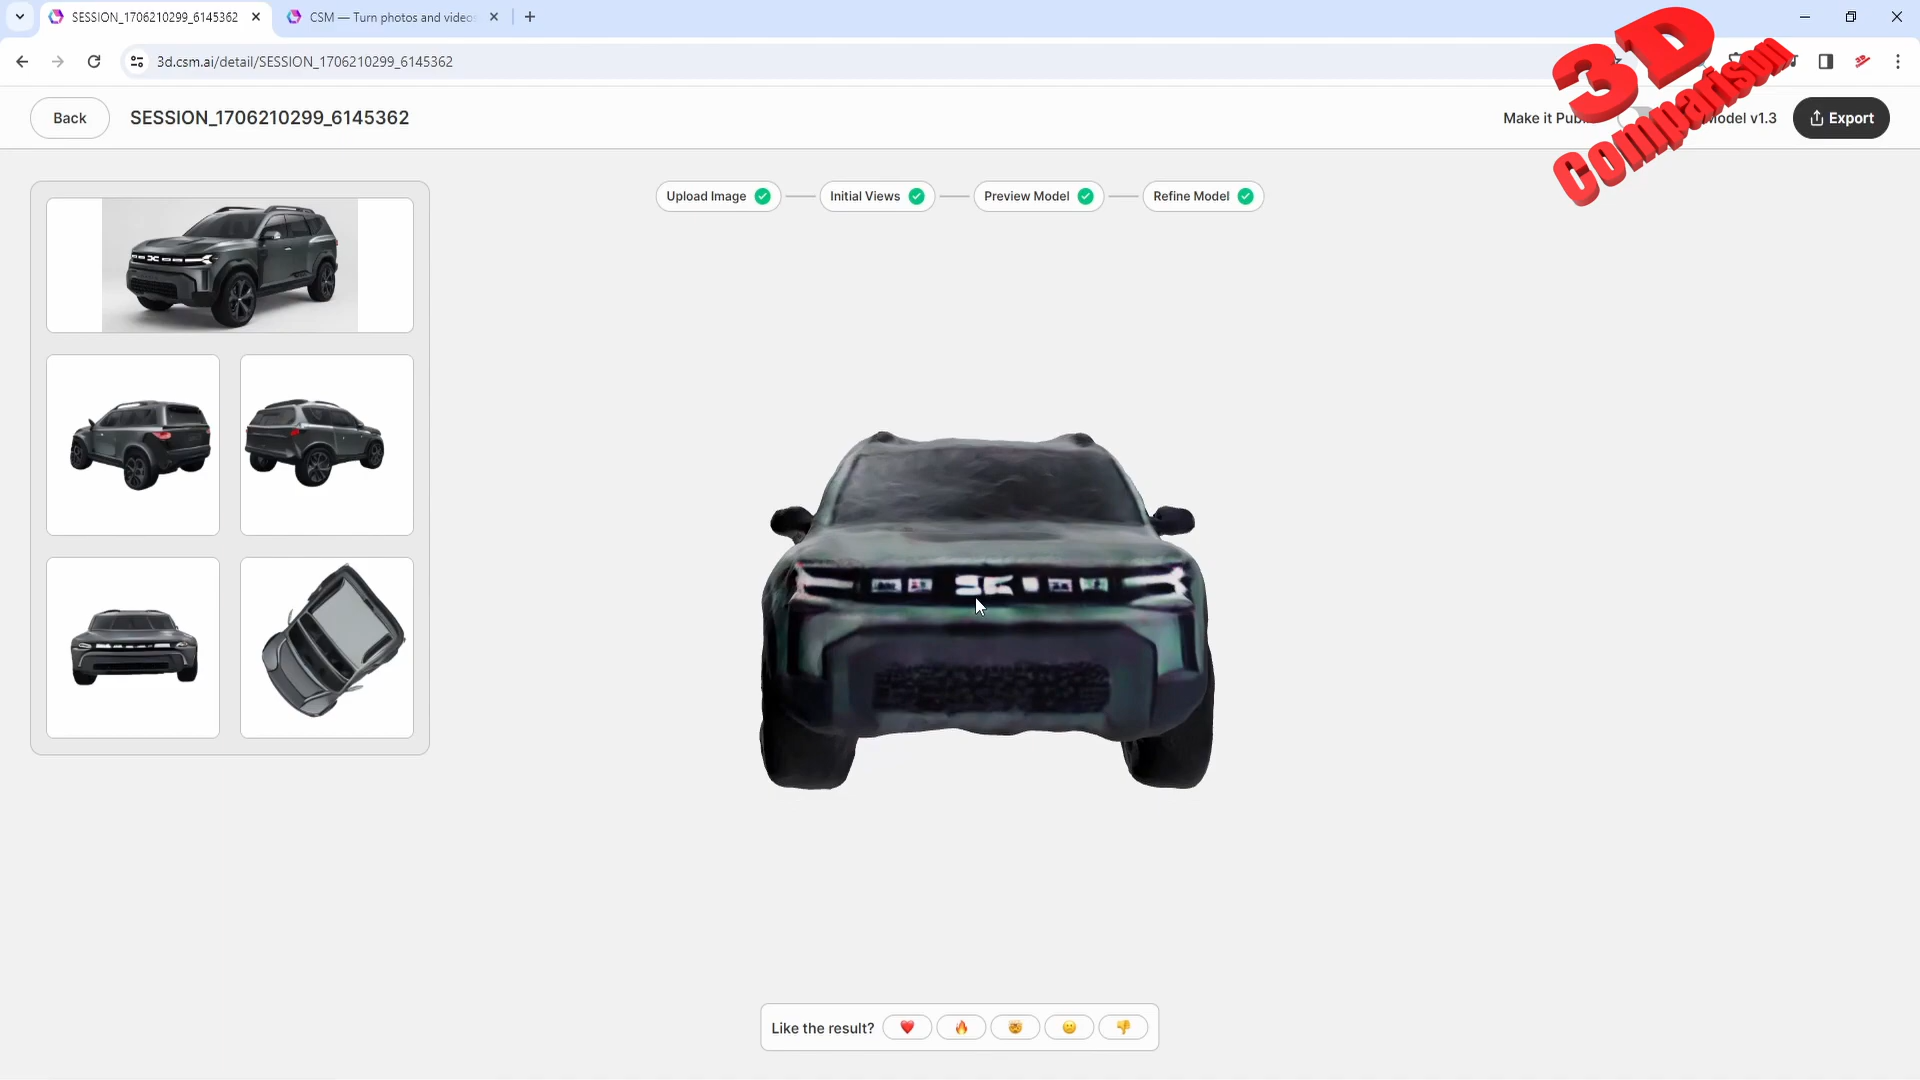 SESSION_1706210299_6145362
CSM — Turn photos and videos
3d.csm.ai/detail/SESSION_1706210299_6145362
3D
Comparison
Back
SESSION_1706210299_6145362
Make it Pub
Model v1.3
Export
Upload Image
Initial Views
Preview Model
Refine Model
Like the result?